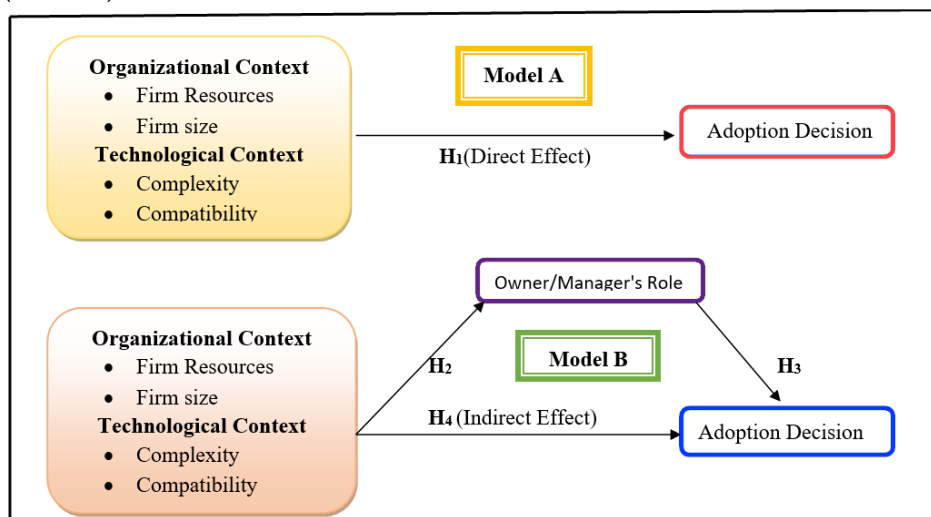 Organizational Context
• Firm Resources
• Firm size
Technological Context
• Complexity
• Compatibility
Model A
H1(Direct Effect)
Adoption Decision
Owner/Manager's Role
Organizational Context
• Firm Resources
• Firm size
Technological Context
• Complexity
• Compatibility
H2
Model B
H3
H4 (Indirect Effect)
Adoption Decision